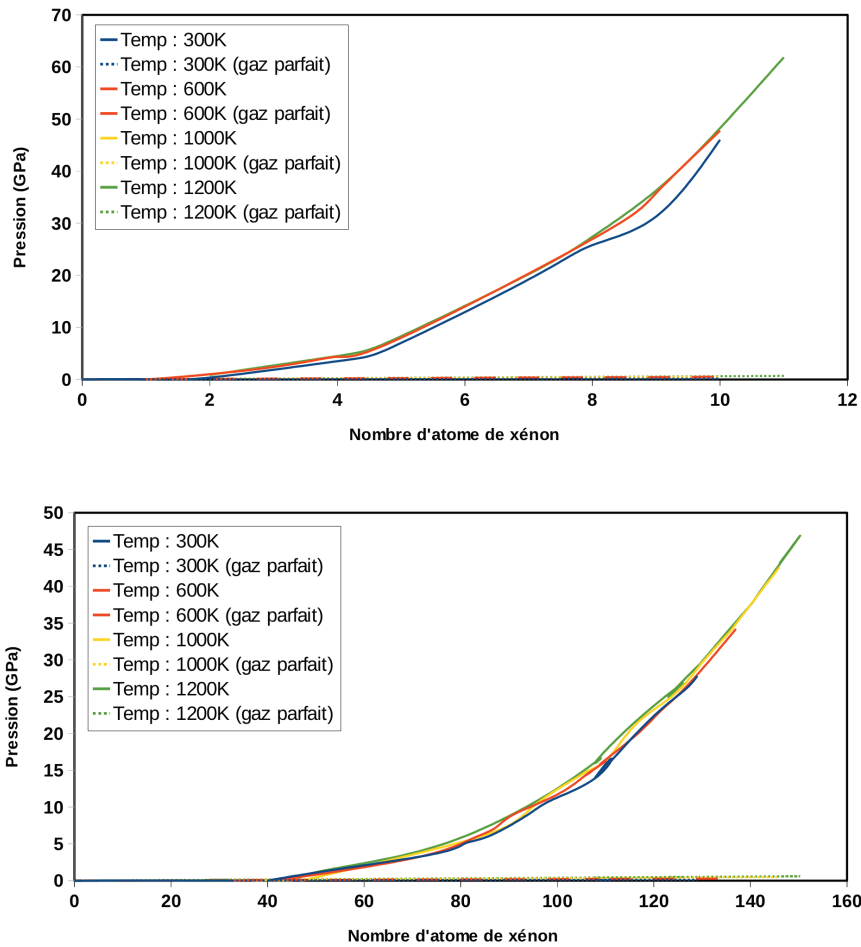 70
60
50
40
30
20
10
0
Pression (GPa)
Temp : 300K
Temp : 300K (gaz parfait)
Temp : 600K
Temp : 600K (gaz parfait)
Temp : 1000K
Temp : 1000K (gaz parfait)
Temp : 1200K
Temp : 1200K (gaz parfait)
0 2 4 6 8 10 12
Nombre d'atome de xénon
50
45
40
35
30
25
20
15
10
5
0
Pression (GPa)
Temp : 300K
Temp : 300K (gaz parfait)
Temp : 600K
Temp : 600K (gaz parfait)
Temp : 1000K
Temp : 1000K (gaz parfait)
Temp : 1200K
Temp : 1200K (gaz parfait)
0 20 40 60 80 100 120 140 160
Nombre d'atome de xénon